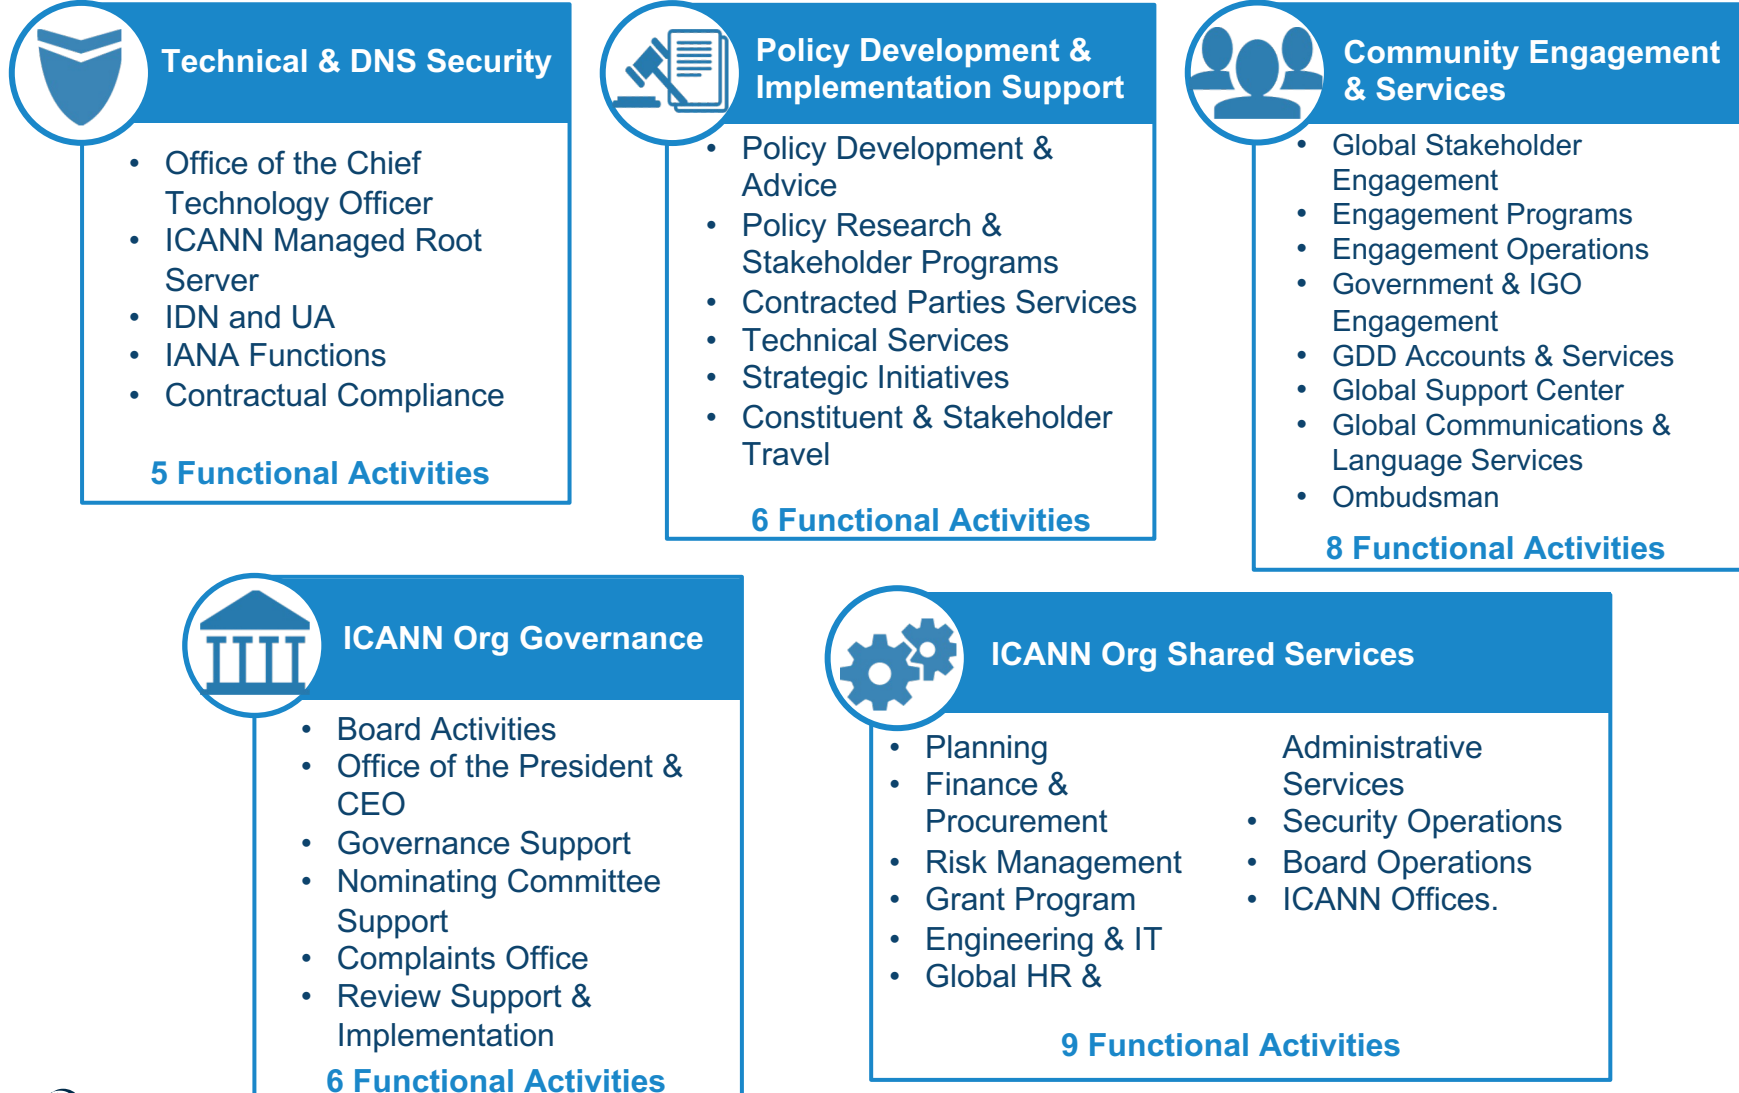 Technical & DNS Security
• Office of the Chief
Technology Officer
• ICANN Managed Root
Server
• IDN and UA
• IANA Functions
• Contractual Compliance
5 Functional Activities
Policy Development &
Implementation Support
• Policy Development &
Advice
• Policy Research &
Stakeholder Programs
• Contracted Parties Services
• Technical Services
• Strategic Initiatives
• Constituent & Stakeholder
Travel
6 Functional Activities
Community Engagement
& Services
• Global Stakeholder
Engagement
• Engagement Programs
• Engagement Operations
• Government & IGO
Engagement
• GDD Accounts & Services
• Global Support Center
• Global Communications &
Language Services
• Ombudsman
8 Functional Activities
ICANN Org Governance
• Board Activities
• Office of the President &
CEO
• Governance Support
• Nominating Committee
Support
• Complaints Office
• Review Support &
Implementation
6 Functional Activities
ICANN Org Shared Services
• Planning
• Finance &
Procurement
• Risk Management
• Grant Program
• Engineering & IT
• Global HR &
Administrative
Services
• Security Operations
• Board Operations
• ICANN Offices.
9 Functional Activities